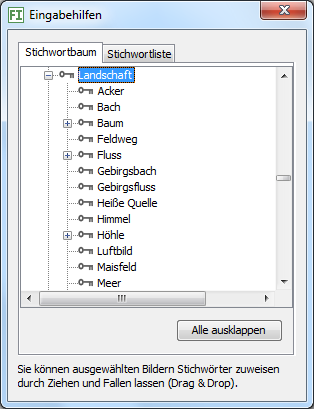 FI Eingabehilfen
Stichwortbaum Stichwortliste
Landschaft
Acker
Bach
Baum
Feldweg
Fluss
Gebirgsbach
Gebirgsfluss
Heiße Quelle
Himmel
Höhle
Luftbild
Maisfeld
Meer
Alle ausklappen
Sie können ausgewählten Bildern Stichwörter zuweisen
durch Ziehen und Fallen lassen (Drag & Drop).